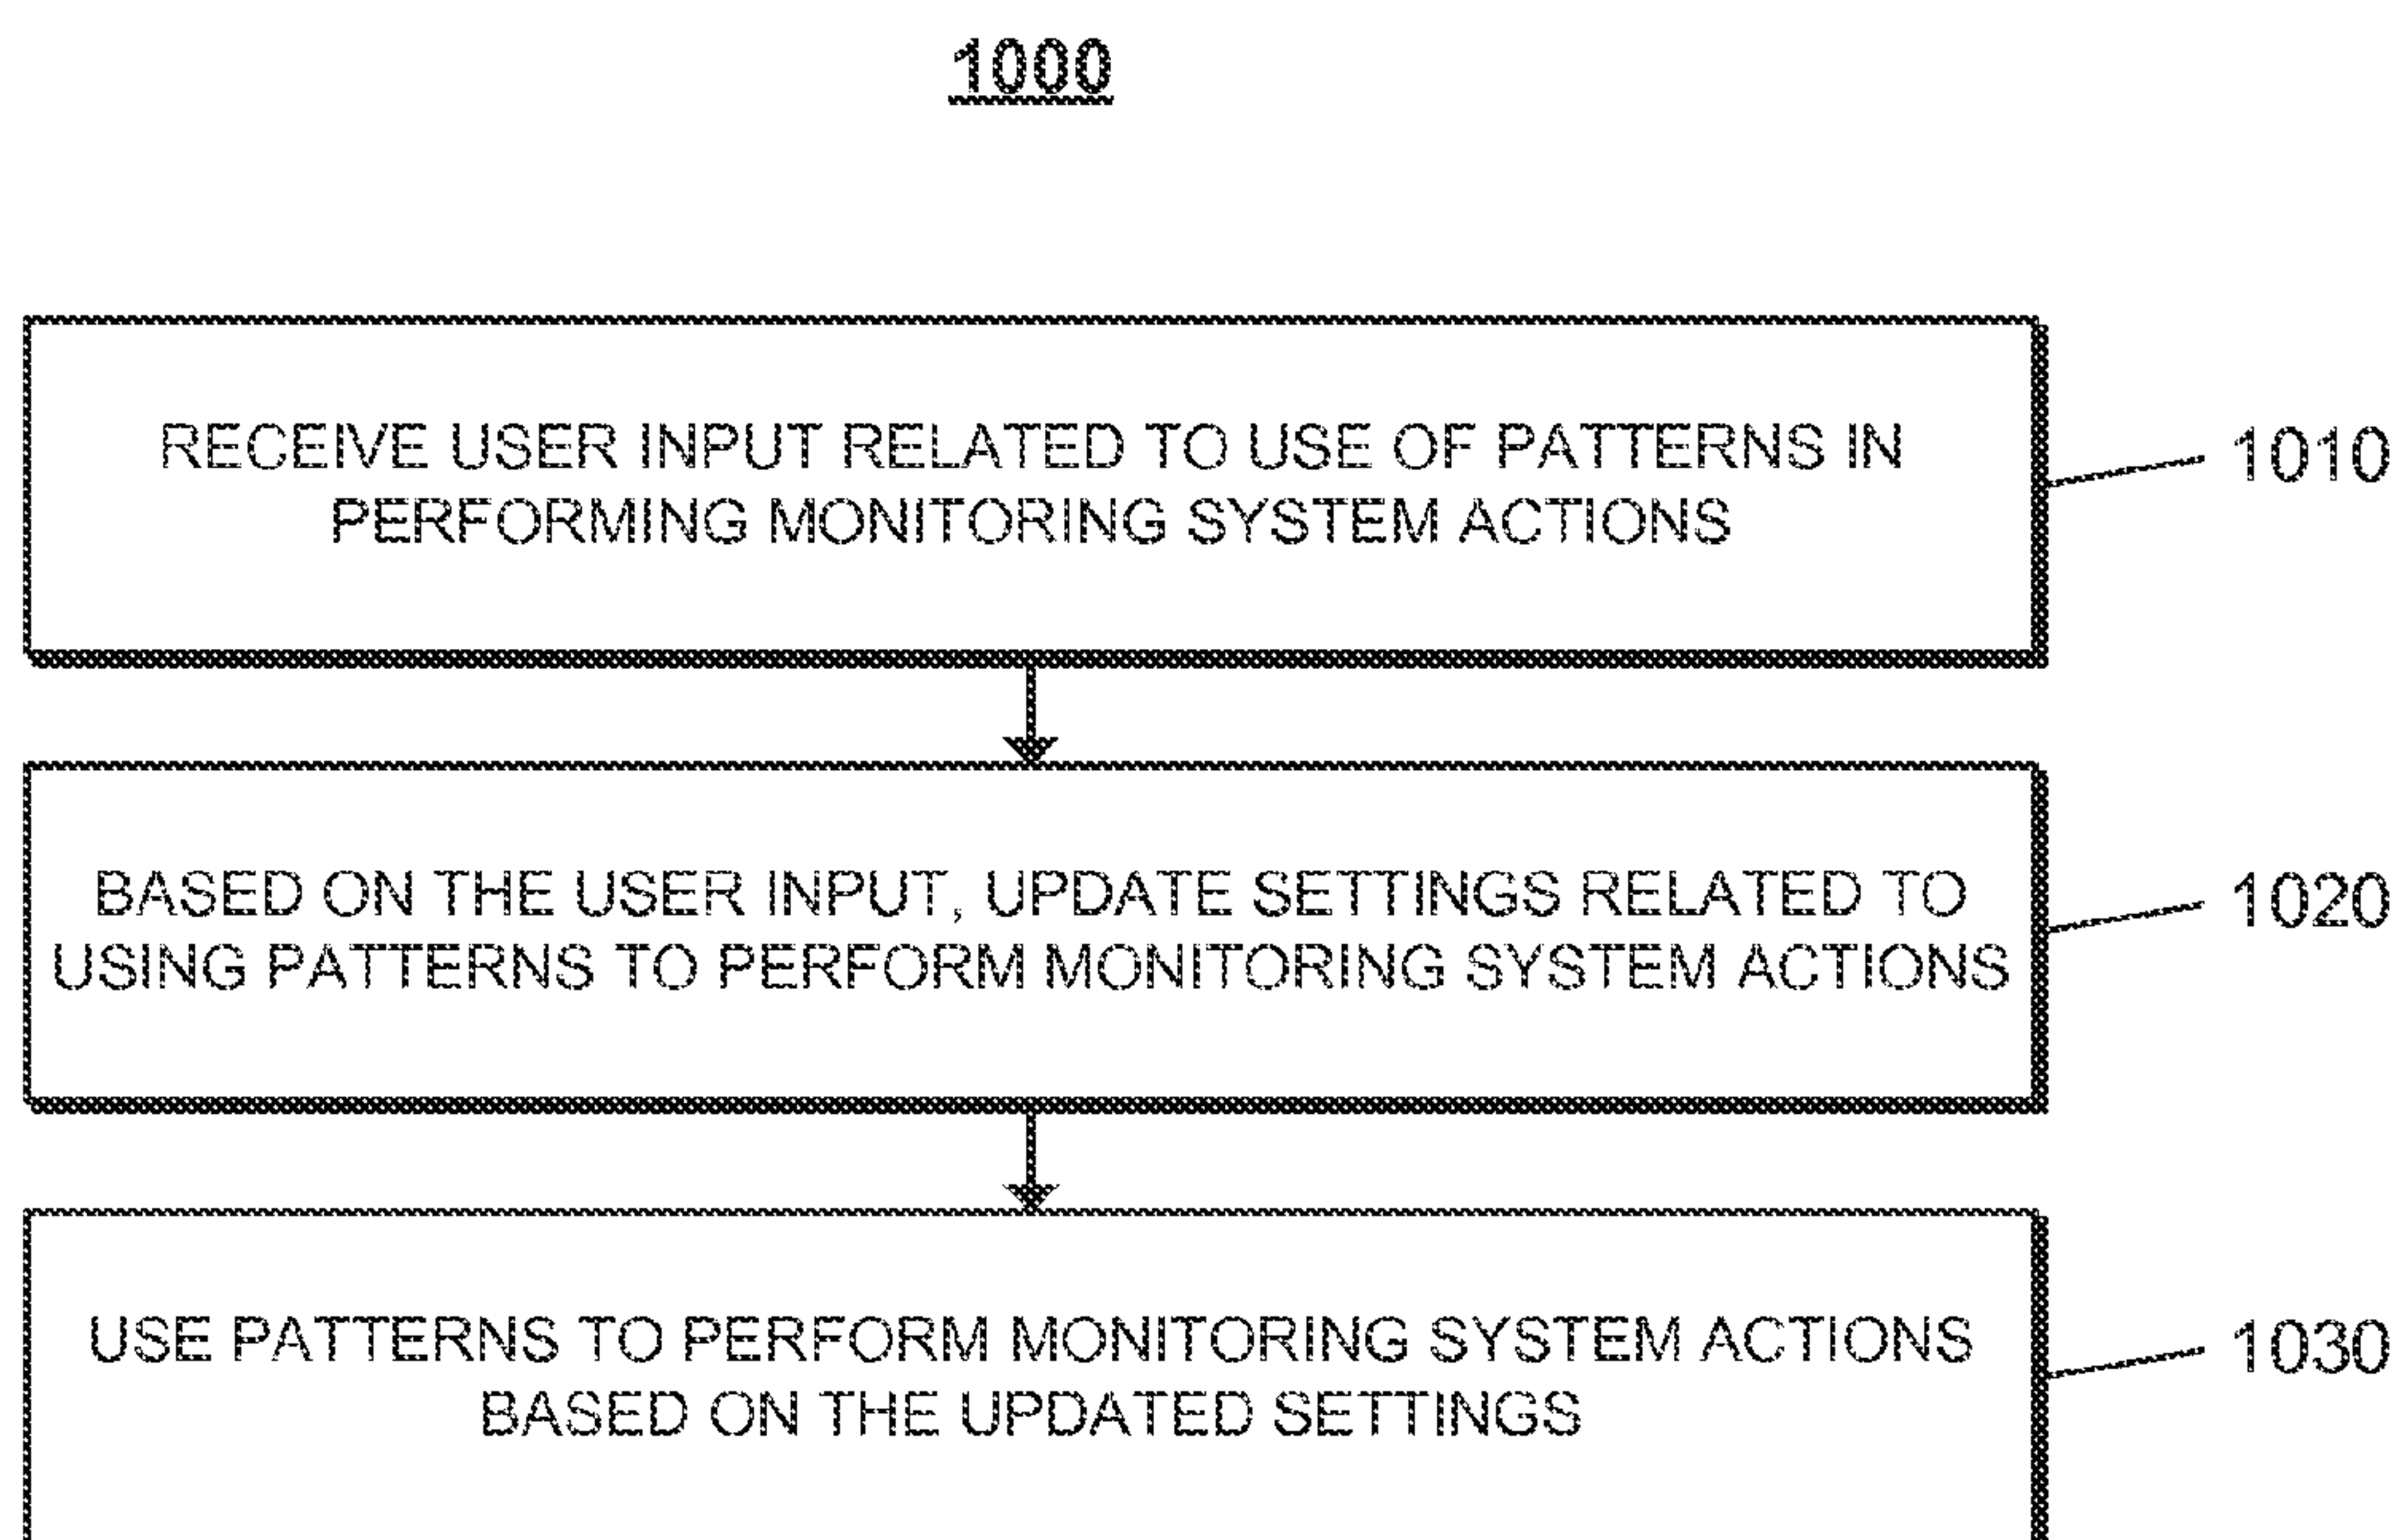 1000
RECEIVE USER INPUT RELATED TO USE OF PATTERNS IN
PERFORMING MONITORING SYSTEM ACTIONS
1010
BASED ON THE USER INPUT, UPDATE SETTINGS RELATED TO
USING PATTERNS TO PERFORM MONITORING SYSTEM ACTIONS
1020
USE PATTERNS TO PERFORM MONITORING SYSTEM ACTIONS
BASED ON THE UPDATED SETTINGS
1030